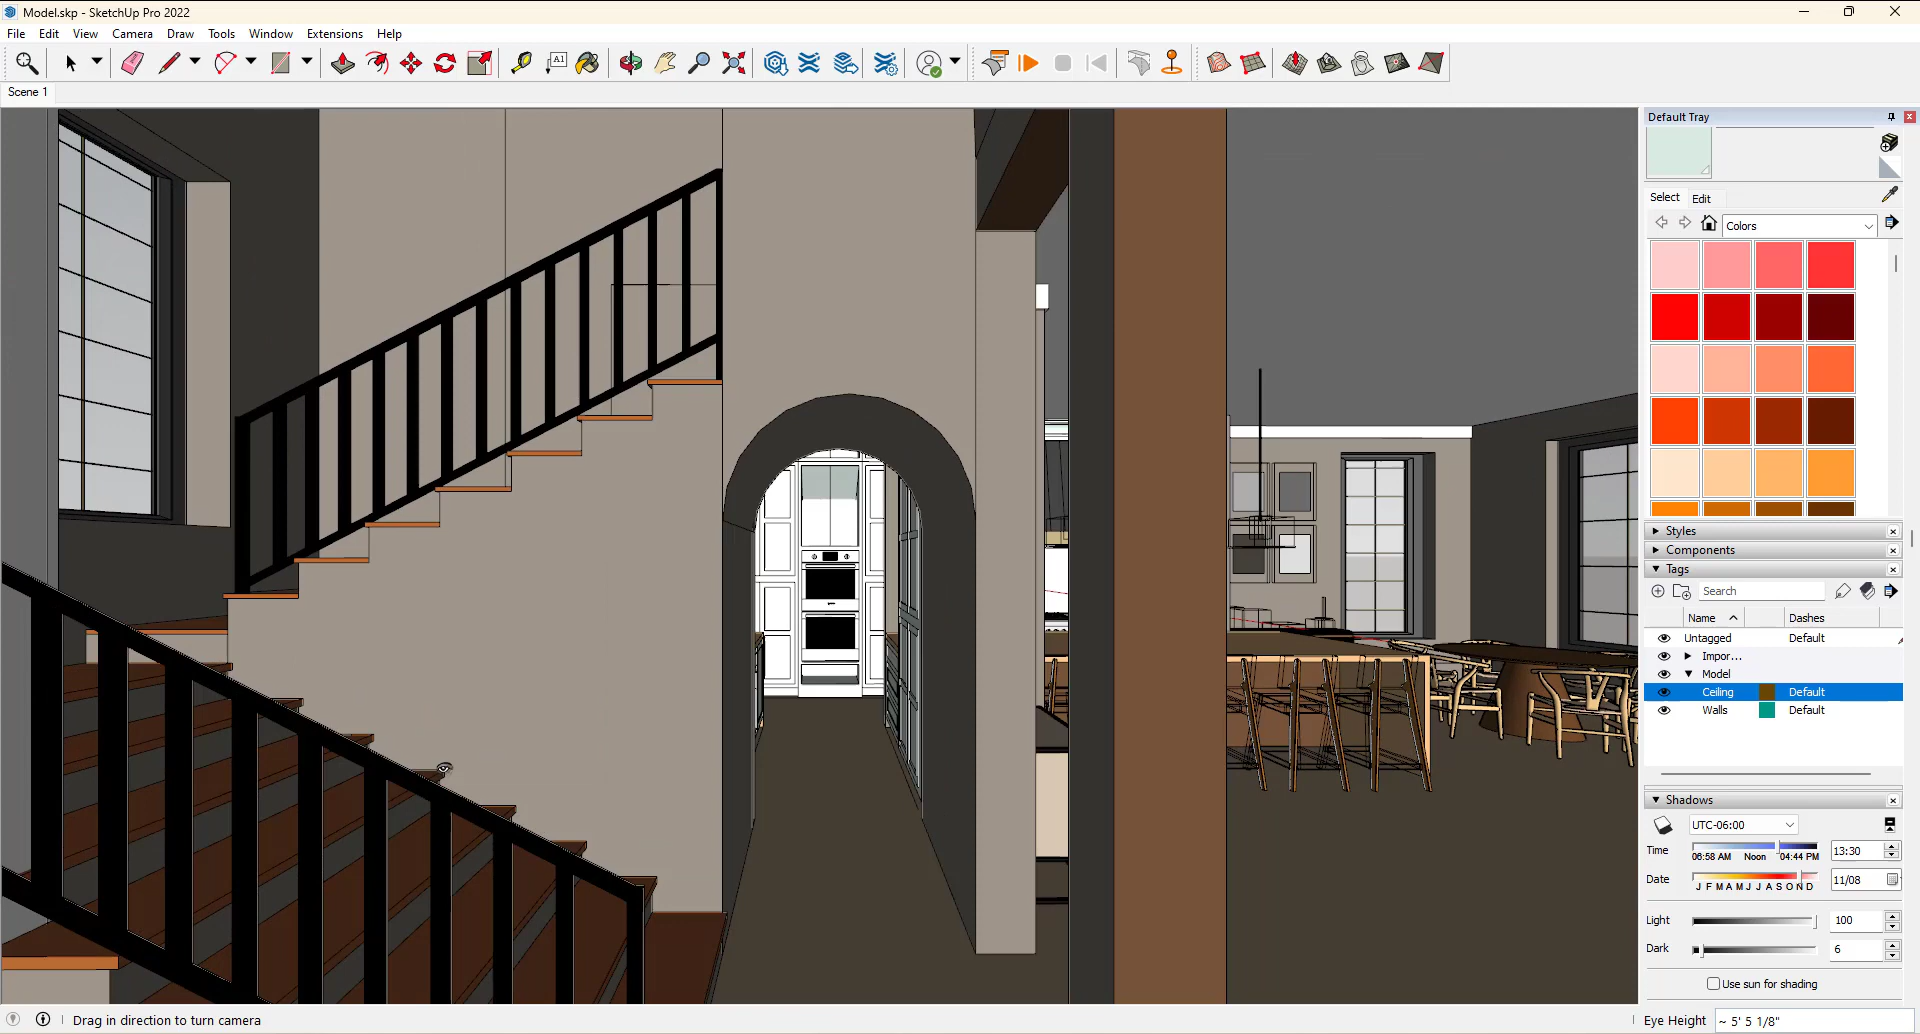 Model.skp - SketchUp Pro 2022
File Edit View Camera Draw Tools Window Extensions Help
A1
Scene 1
Default Tray
Select Edit
Colors
Styles
Components
Tags
Search
Name Dashes
Untagged Default
Impor...
Model
Ceiling Default
Walls Default
Shadows
UTC-06:00
Time 06:58 AM Noon 04:44 PM 13:30
Date J F M A M J J A S O N D 11/08
Light 100
Dark 6
Use sun for shading
Drag in direction to turn camera
Eye Height ~ 5' 5 1/8"